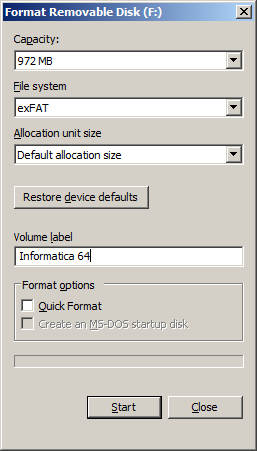 Format Removable Disk (F:)
Capacity:
972 MB
File system
exFAT
Allocation unit size
Default allocation size
Restore device defaults
Volume label
Informatica 64
Format options
Quick Format
Create an MS-DOS startup disk
Start
Close